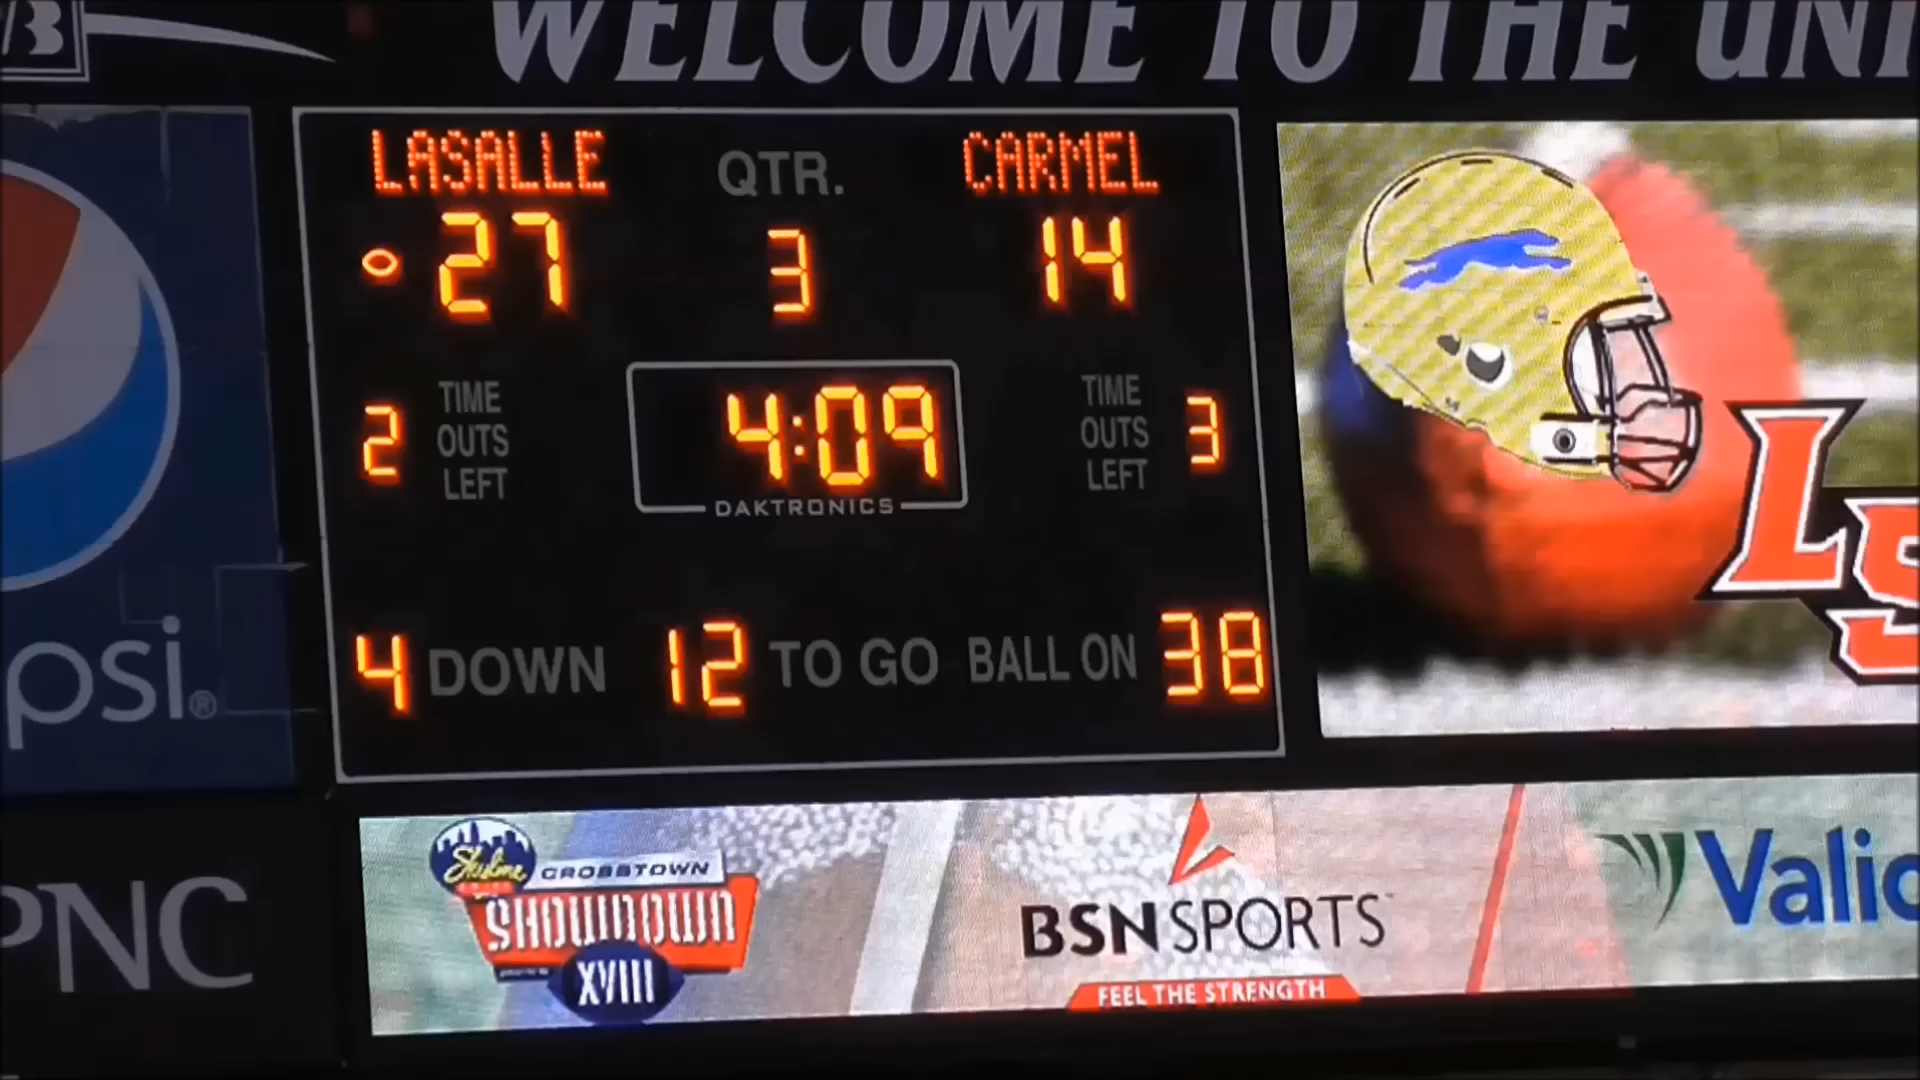 WELCOME TO THE UNI
LASALLE QTR. CARMEL
27 3 14
2 TIME OUTS LEFT 4:09 TIME OUTS LEFT 3
DAKTRONICS
4 DOWN 12 TO GO BALL ON 38
psi®
PNC
Skyline
CROSSTOWN
SHOWDOWN
XVIII
BSN SPORTS
FEEL THE STRENGTH
Valic
LS